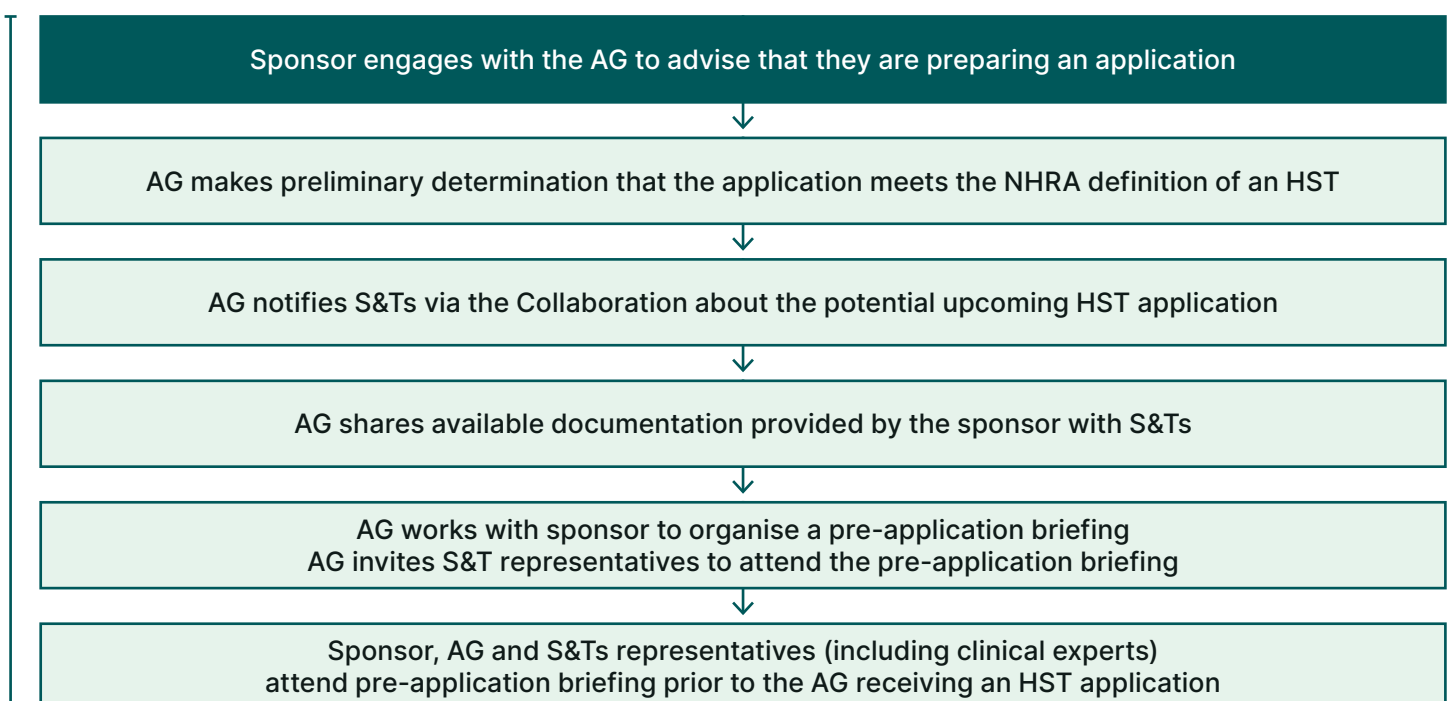 Sponsor engages with the AG to advise that they are preparing an application
AG makes preliminary determination that the application meets the NHRA definition of an HST
AG notifies S&Ts via the Collaboration about the potential upcoming HST application
AG shares available documentation provided by the sponsor with S&Ts
AG works with sponsor to organise a pre-application briefing
AG invites S&T representatives to attend the pre-application briefing
Sponsor, AG and S&Ts representatives (including clinical experts)
attend pre-application briefing prior to the AG receiving an HST application